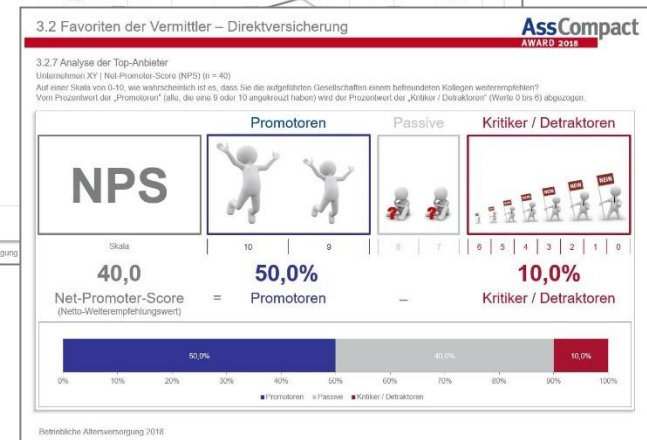 3.2 Favoriten der Vermittler – Direktversicherung
AssCompact
AWARD 2018
3.2.7 Analyse der Top-Anbieter
Unternehmen XY | Net-Promoter-Score (NPS) (n = 40)
Auf einer Skala von 0-10, wie wahrscheinlich ist es, dass Sie die aufgeführten Gesellschaften einem befreundeten Kollegen weiterempfehlen?
Vom Prozentwert der „Promotoren“ (alle, die eine 9 oder 10 angekreuzt haben) wird der Prozentwert der „Kritiker / Detraktoren“ (Werte 0 bis 6) abgezogen.
Promotoren Passive Kritiker / Detraktoren
NPS
NEIN NEIN NEIN NEIN NEIN
Skala 10 9 8 7 6 5 4 3 2 1 0
40,0 50,0% 10,0%
Net-Promoter-Score = Promotoren – Kritiker / Detraktoren
(Netto-Weiterempfehlungswert)
50,0% 40,0% 10,0%
0% 10% 20% 30% 40% 50% 60% 70% 80% 90% 100%
Promotoren Passive Kritiker / Detraktoren
Betriebliche Altersversorgung 2018